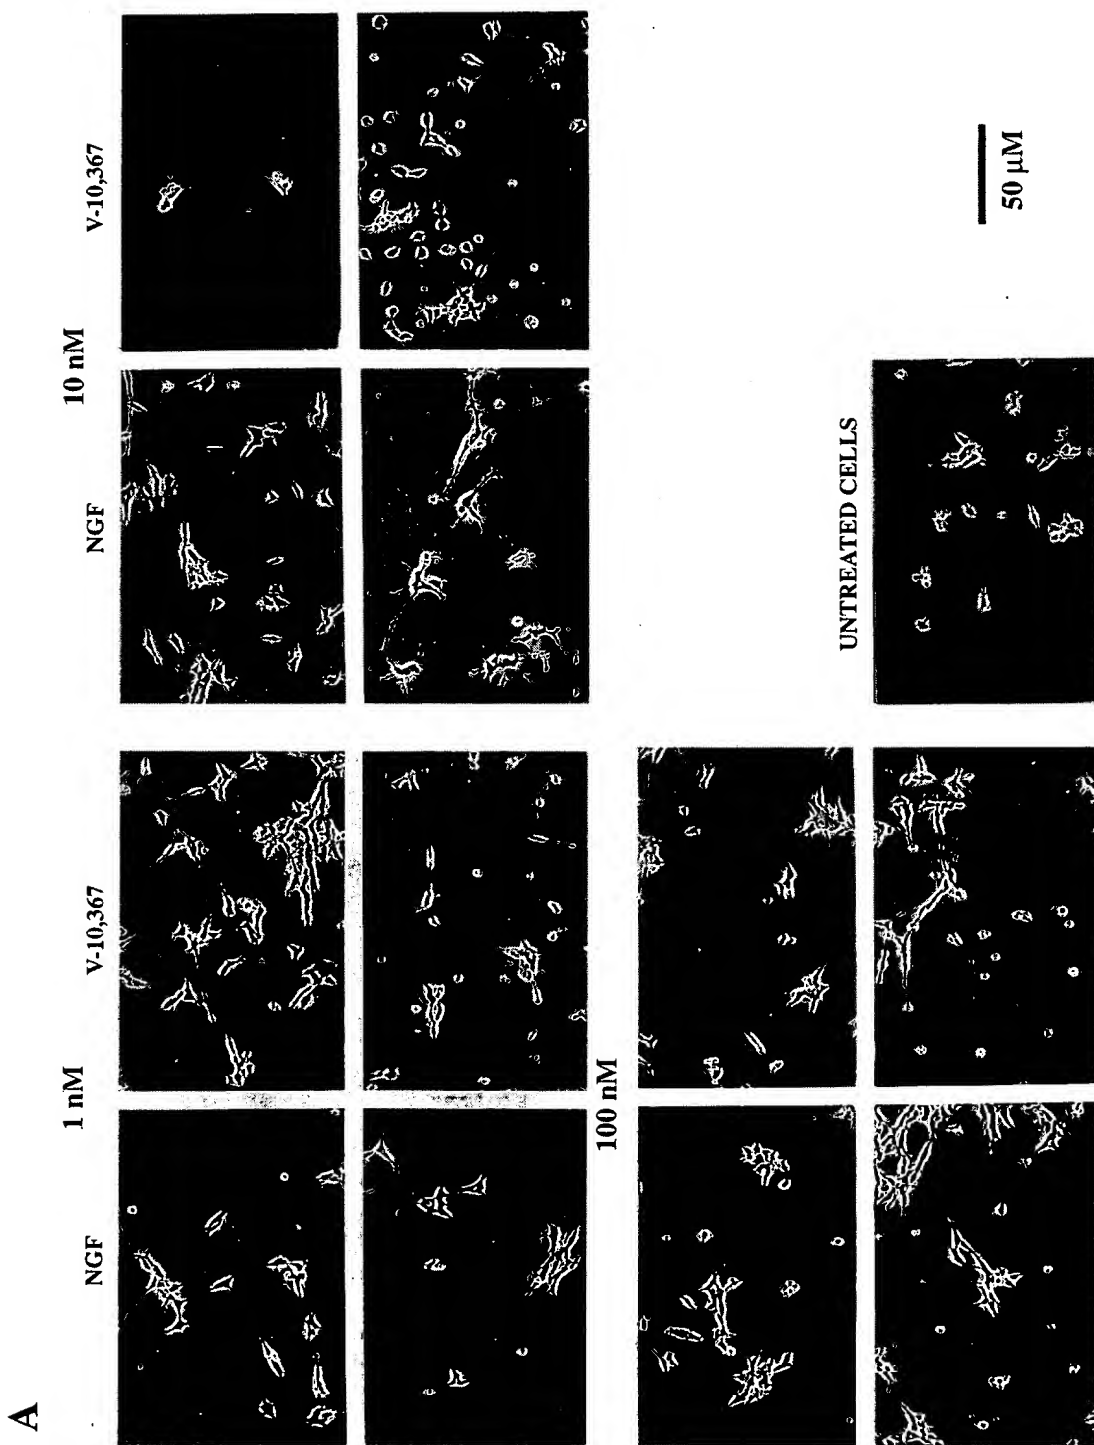 A
1 nM
10 nM
NGF
V-10,367
NGF
V-10,367
100 nM
UNTREATED CELLS
50 μM